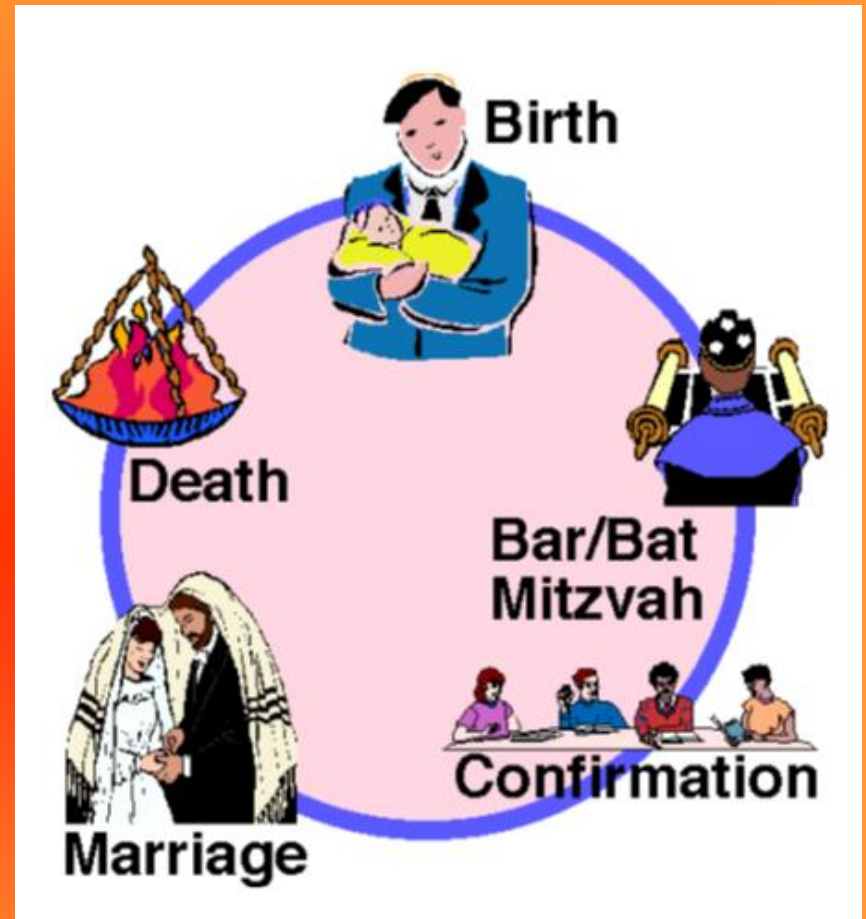 Birth
Bar/Bat
Mitzvah
Confirmation
Marriage
Death